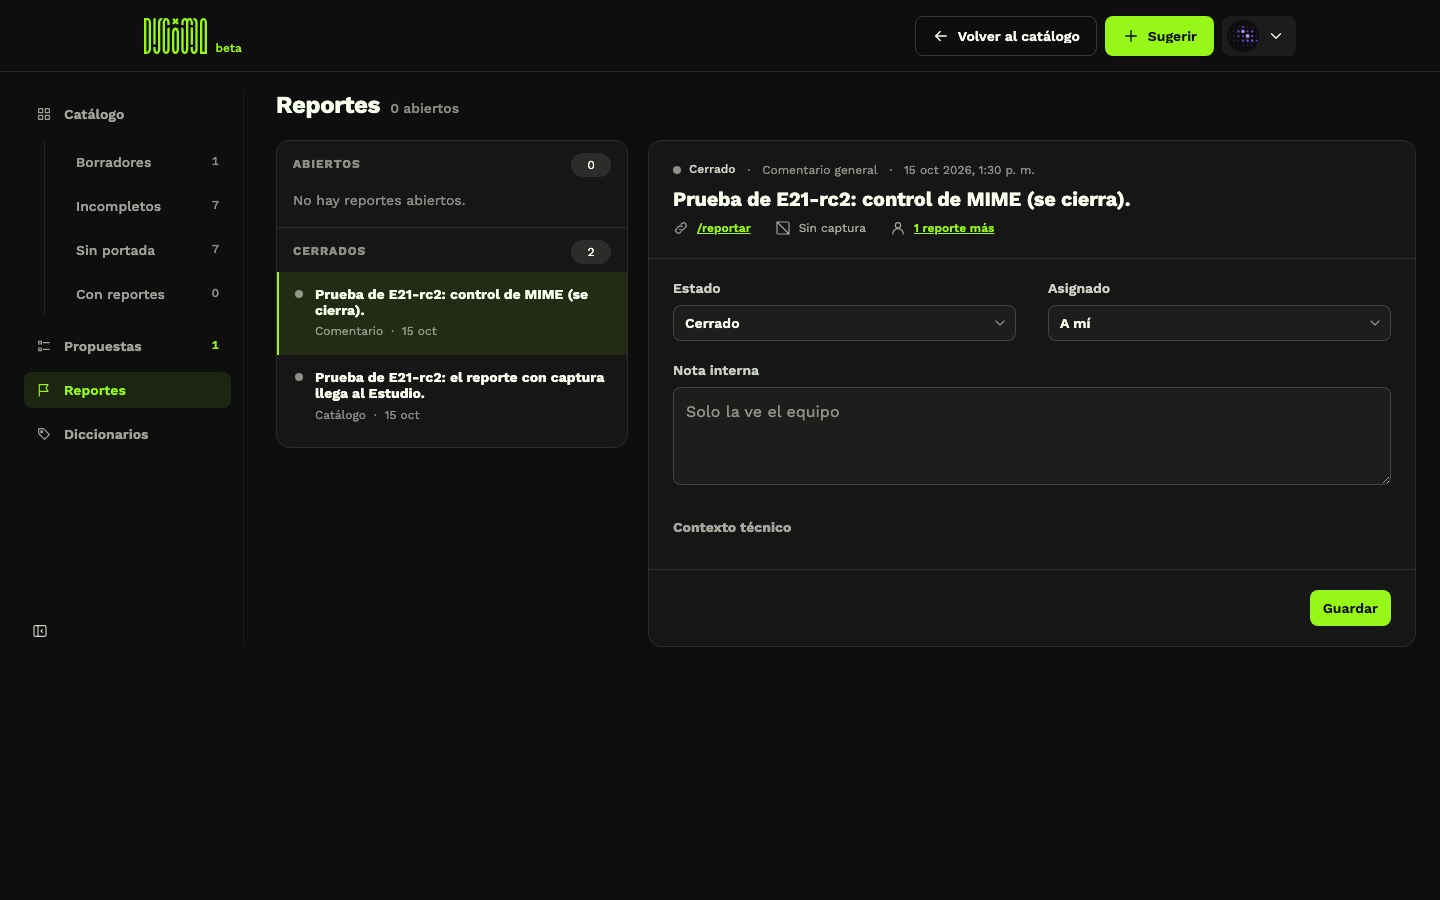 beta
Volver al catálogo
Sugerir
Catálogo
Borradores 1
Incompletos 7
Sin portada 7
Con reportes 0
Propuestas 1
Reportes
Diccionarios
Reportes 0 abiertos
ABIERTOS 0
No hay reportes abiertos.
CERRADOS 2
Prueba de E21-rc2: control de MIME (se
cierra).
Comentario · 15 oct
Prueba de E21-rc2: el reporte con captura
llega al Estudio.
Catálogo · 15 oct
Cerrado · Comentario general · 15 oct 2026, 1:30 p. m.
Prueba de E21-rc2: control de MIME (se cierra).
/reportar Sin captura 1 reporte más
Estado Asignado
Cerrado A mí
Nota interna
Solo la ve el equipo
Contexto técnico
Guardar